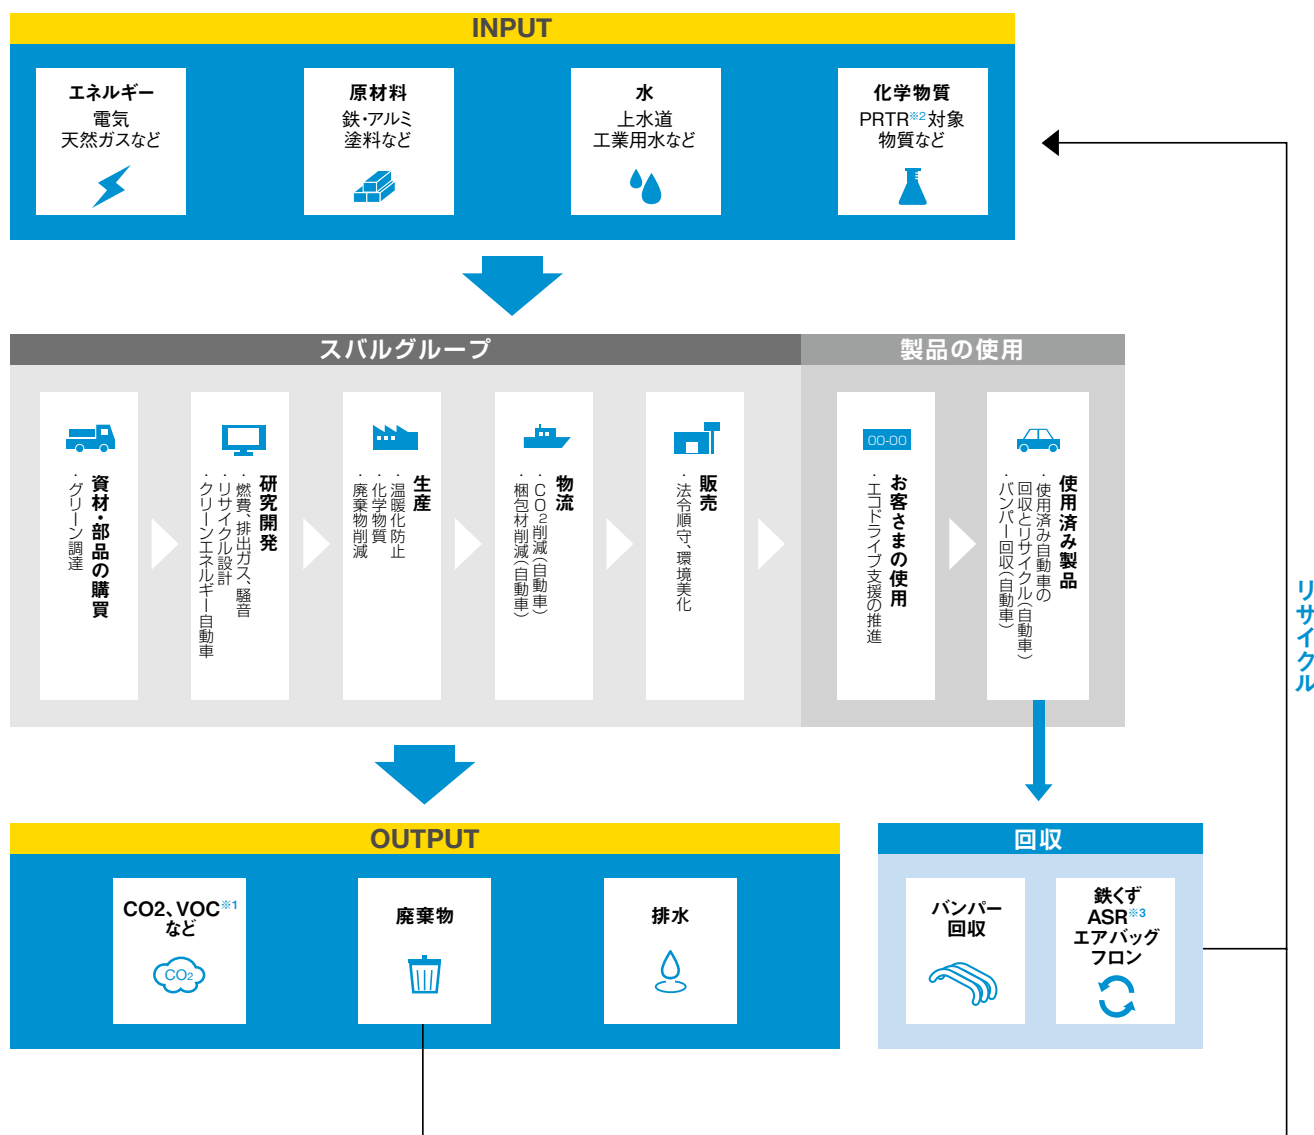 INPUT
エネルギー
電気
天然ガスなど
原材料
鉄・アルミ
塗料など
水
上水道
工業用水など
化学物質
PRTR※2対象
物質など
スバルグループ
製品の使用
資材・部品の購買
・グリーン調達
研究開発
・燃費、排出ガス、騒音
・リサイクル設計
・クリーンエネルギー自動車
生産
・温暖化防止
・化学物質
・廃棄物削減
物流
・CO2削減(自動車)
・梱包材削減(自動車)
販売
・法令順守、環境美化
00-00
お客さまの使用
・エコドライブ支援の推進
使用済み製品
・使用済み自動車の
回収とリサイクル(自動車)
・バンパー回収(自動車)
リサイクル
OUTPUT
CO2、VOC※1
など
CO2
廃棄物
排水
回収
バンパー
回収
鉄くず
ASR※3
エアバッグ
フロン